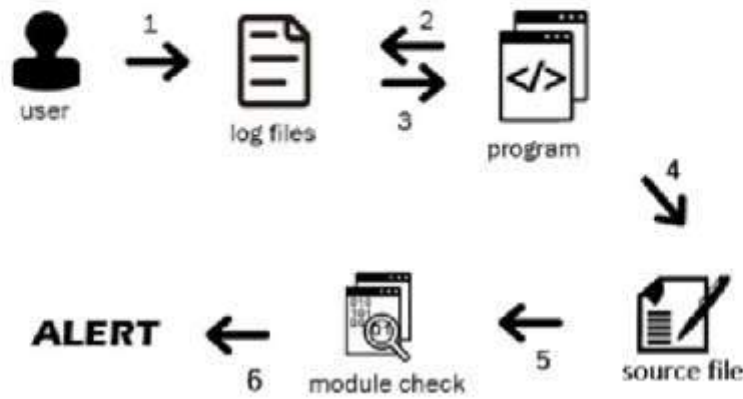 1
2
3
</>
user
log files
program
4
ALERT
6
module check
5
source file